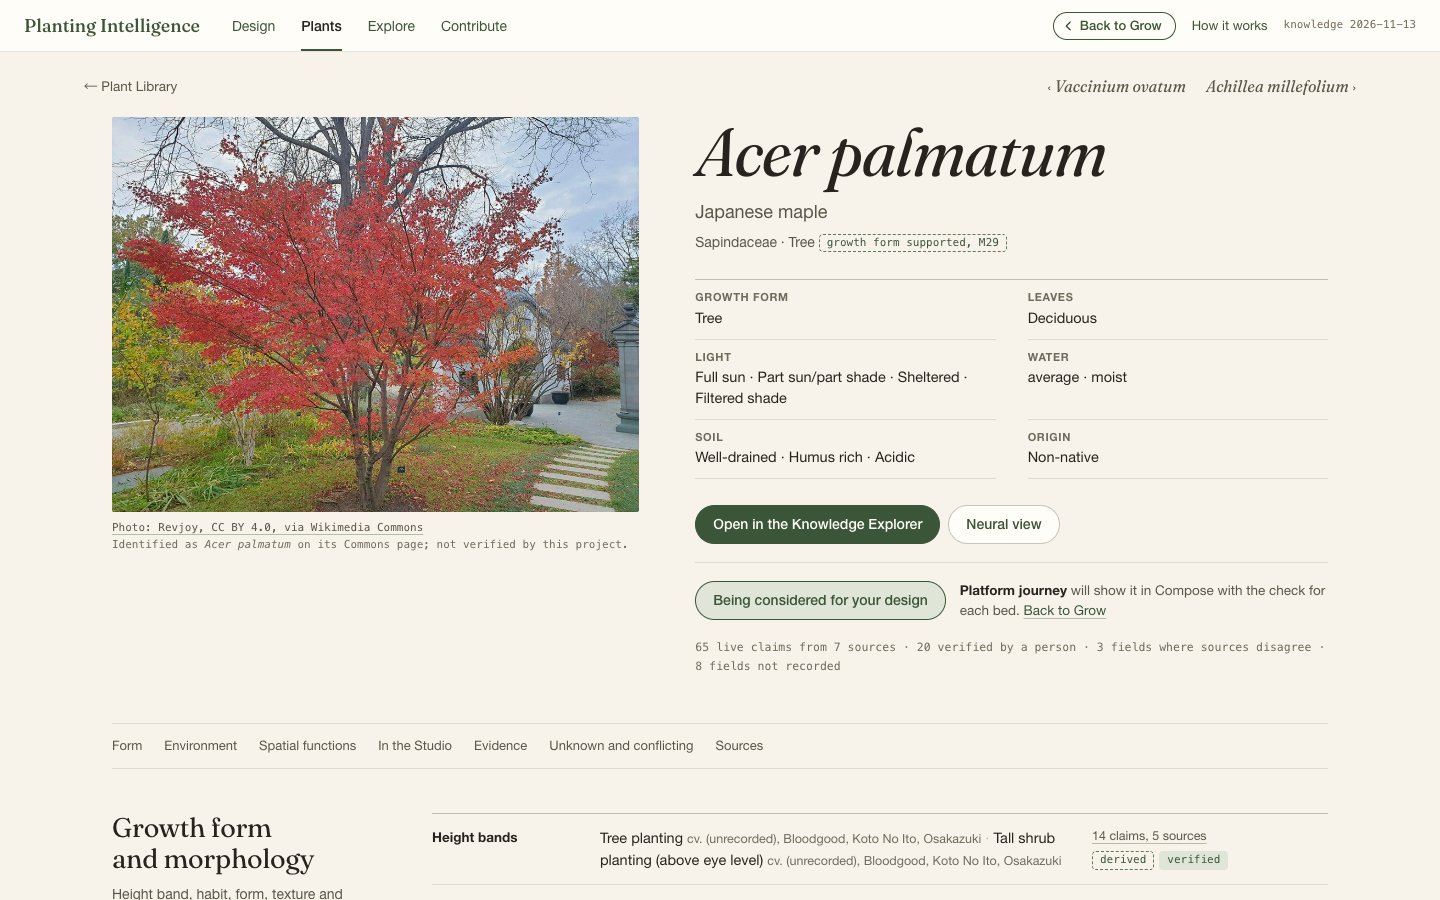 Planting Intelligence
Design
Plants
Explore
Contribute
‹ Back to Grow
How it works
knowledge 2026-11-13
← Plant Library
‹ Vaccinium ovatum
Achillea millefolium ›
Acer palmatum
Japanese maple
Sapindaceae · Tree growth form supported, M29
GROWTH FORM
Tree
LEAVES
Deciduous
LIGHT
Full sun · Part sun/part shade · Sheltered ·
Filtered shade
WATER
average · moist
SOIL
Well-drained · Humus rich · Acidic
ORIGIN
Non-native
Photo: Revjoy, CC BY 4.0, via Wikimedia Commons
Identified as Acer palmatum on its Commons page; not verified by this project.
Open in the Knowledge Explorer
Neural view
Being considered for your design
Platform journey will show it in Compose with the check for
each bed. Back to Grow
65 live claims from 7 sources · 20 verified by a person · 3 fields where sources disagree ·
8 fields not recorded
Form
Environment
Spatial functions
In the Studio
Evidence
Unknown and conflicting
Sources
Growth form
and morphology
Height band, habit, form, texture and
Height bands
Tree planting cv. (unrecorded), Bloodgood, Koto No Ito, Osakazuki · Tall shrub
planting (above eye level) cv. (unrecorded), Bloodgood, Koto No Ito, Osakazuki
14 claims, 5 sources
derived
verified